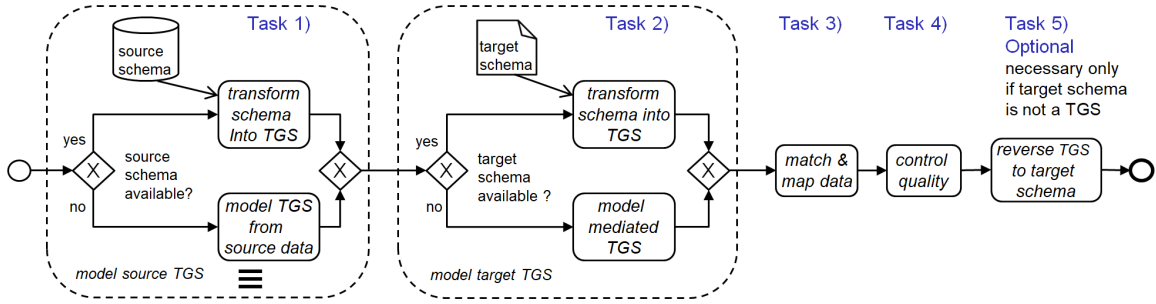 Task 1)
source
schema
transform
schema
Into TGS
yes
X
source
schema
available?
no
model TGS
from
source data
X
model source TGS
Task 2)
target
schema
transform
schema into
TGS
yes
X
target
schema
available ?
no
model
mediated
TGS
X
model target TGS
Task 3)
match &
map data
Task 4)
control
quality
Task 5)
Optional
necessary only
if target schema
is not a TGS
reverse TGS
to target
schema